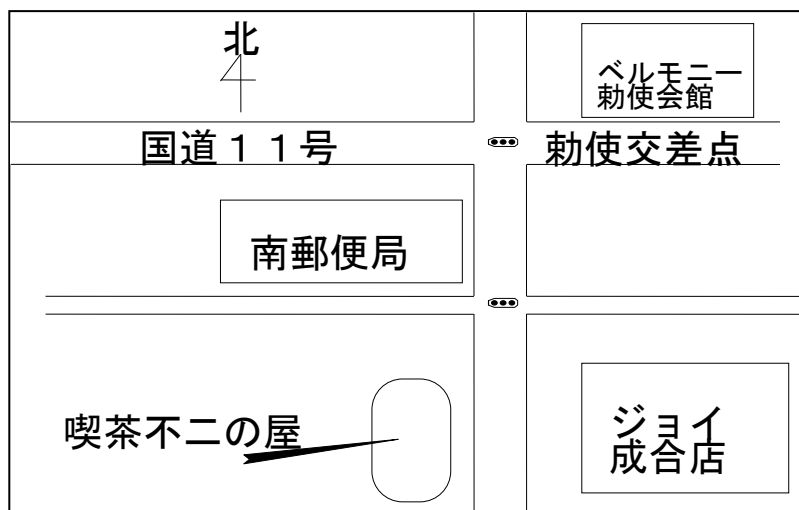 北
ベルモニー
勅使会館
国道１１号
勅使交差点
南郵便局
喫茶不二の屋
ジョイ
成合店